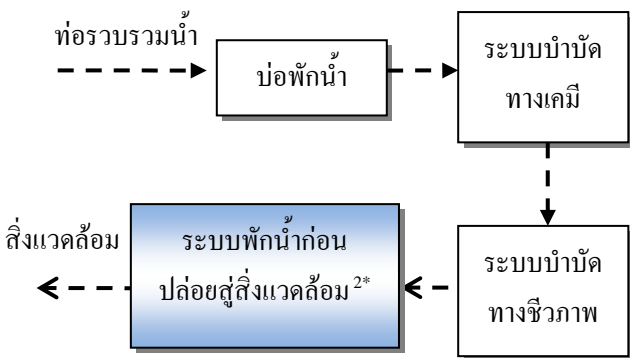 ท่อรวบรวมน้ำ
บ่อพักน้ำ
ระบบบำบัด
ทางเคมี
สิ่งแวดล้อม
ระบบพักน้ำก่อน
ปล่อยสู่สิ่งแวดล้อม 2*
ระบบบำบัด
ทางชีวภาพ